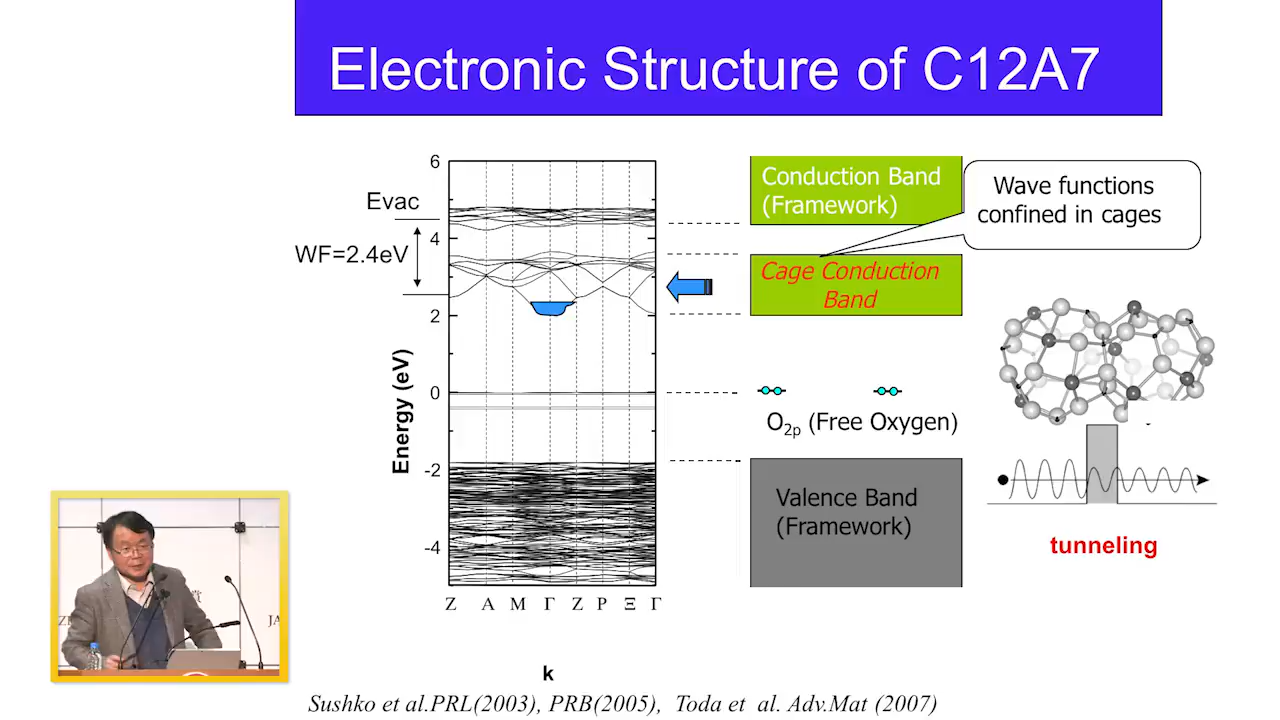 Electronic Structure of C12A7
6
Evac
4
WF=2.4eV
2
0
-2
-4
Energy (eV)
Z A M Γ Z P Ξ Γ
k
Conduction Band
(Framework)
Wave functions
confined in cages
Cage Conduction
Band
O2p (Free Oxygen)
Valence Band
(Framework)
tunneling
JA
Sushko et al.PRL(2003), PRB(2005), Toda et al. Adv.Mat (2007)